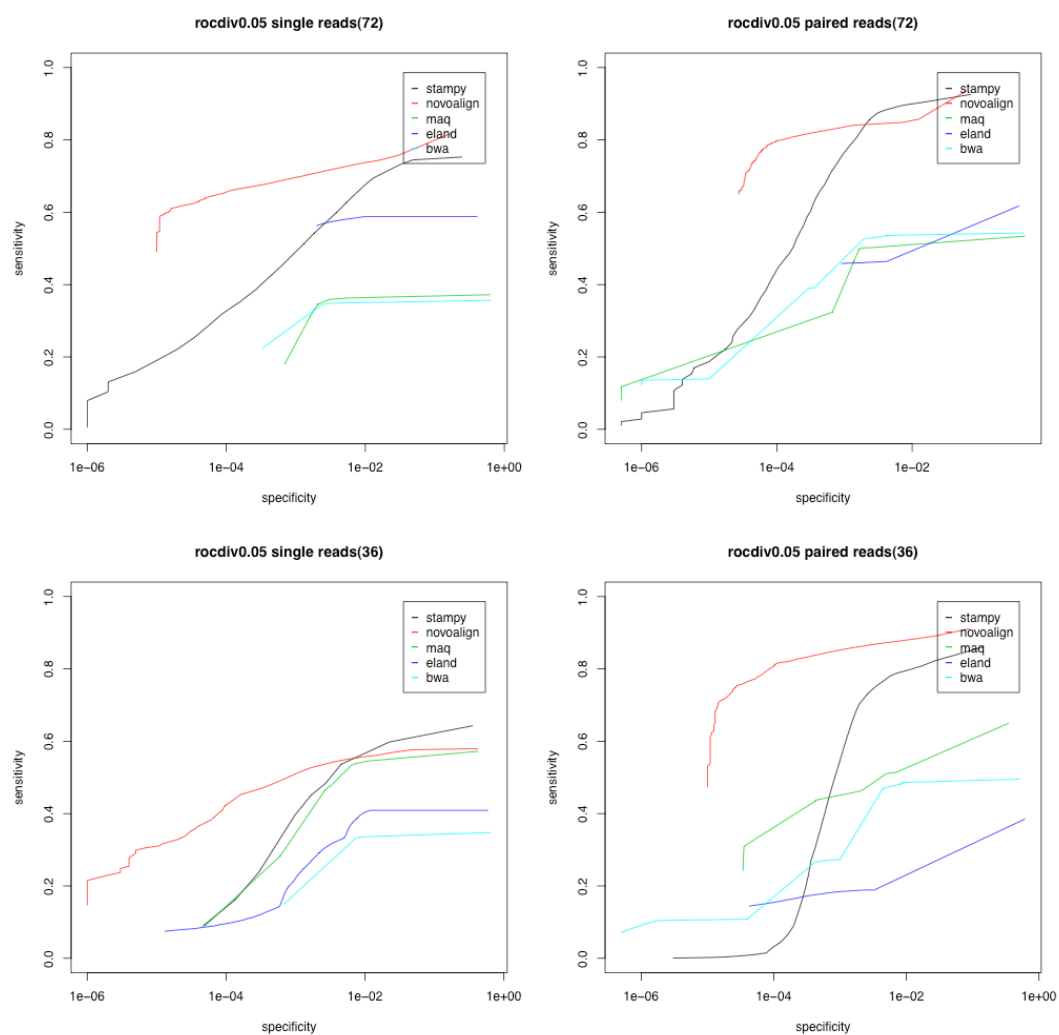 rocdiv0.05 single reads(72)
sensitivity
0.0 0.2 0.4 0.6 0.8 1.0
stampy
novoalign
maq
eland
bwa
1e−06 1e−04 1e−02 1e+00
specificity
rocdiv0.05 paired reads(72)
sensitivity
0.0 0.2 0.4 0.6 0.8 1.0
stampy
novoalign
maq
eland
bwa
1e−06 1e−04 1e−02
specificity
rocdiv0.05 single reads(36)
sensitivity
0.0 0.2 0.4 0.6 0.8 1.0
stampy
novoalign
maq
eland
bwa
1e−06 1e−04 1e−02 1e+00
specificity
rocdiv0.05 paired reads(36)
sensitivity
0.0 0.2 0.4 0.6 0.8 1.0
stampy
novoalign
maq
eland
bwa
1e−06 1e−04 1e−02 1e+00
specificity